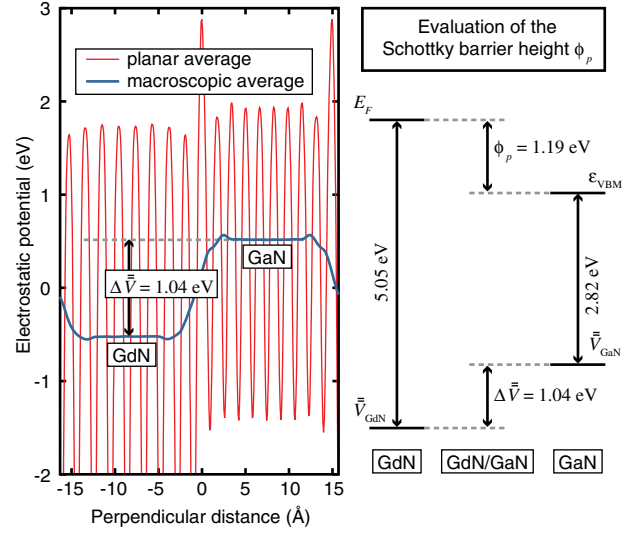 planar average
macroscopic average
Electrostatic potential (eV)
3
2
1
0
-1
-2
Δ V̿ = 1.04 eV
GaN
GdN
-15 -10 -5 0 5 10 15
Perpendicular distance (Å)
Evaluation of the
Schottky barrier height ϕp
EF
ϕp = 1.19 eV
εVBM
5.05 eV
2.82 eV
V̿GaN
Δ V̿ = 1.04 eV
V̿GdN
GdN GdN/GaN GaN